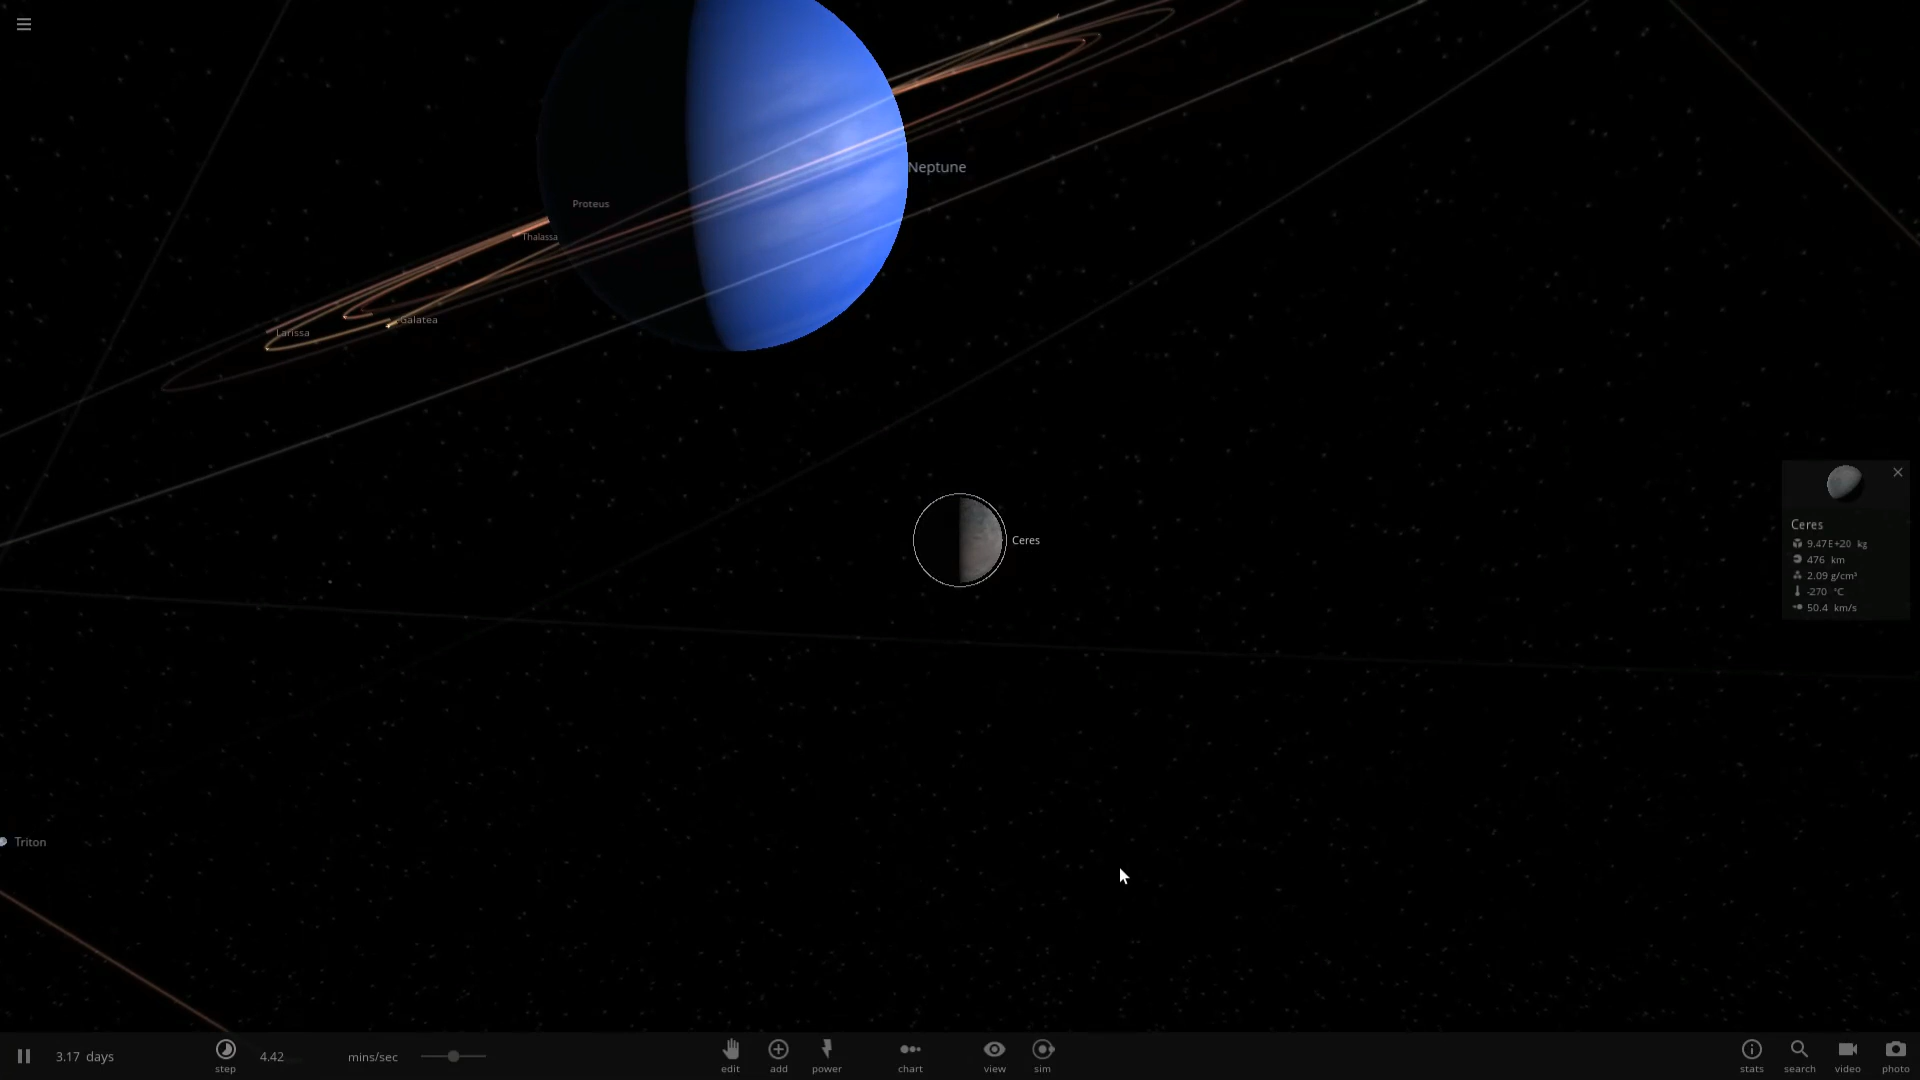 Neptune
Proteus
Thalassa
Galatea
Larissa
Ceres
Ceres
9.47E+20 kg
476 km
2.09 g/cm³
-270 °C
50.4 km/s
Triton
3.17 days
step
4.42 mins/sec
edit
add
power
chart
view
sim
stats
search
video
photo